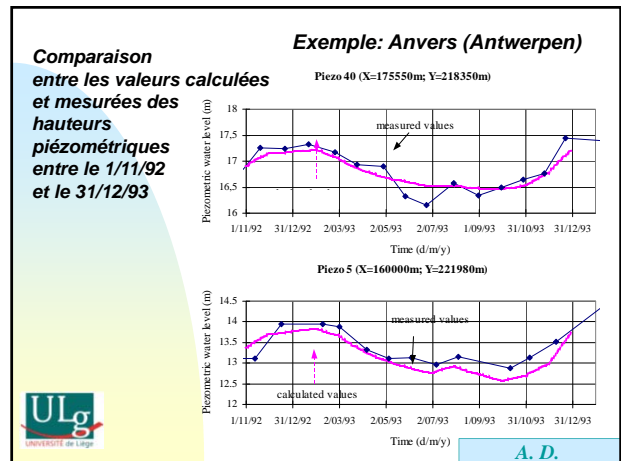 Exemple: Anvers (Antwerpen)
Comparaison
entre les valeurs calculées
et mesurées des
hauteurs
piézométriques
entre le 1/11/92
et le 31/12/93
Piezo 40 (X=175550m; Y=218350m)
Piezometric water level (m)
18
17,5
17
16,5
16
measured values
1/11/92 31/12/92 2/03/93 2/05/93 2/07/93 1/09/93 31/10/93 31/12/93
Time (d/m/y)
Piezo 5 (X=160000m; Y=221980m)
Piezometric water level (m)
14.5
14
13.5
13
12.5
12
measured values
calculated values
1/11/92 31/12/92 2/03/93 2/05/93 2/07/93 1/09/93 31/10/93 31/12/93
Time (d/m/y)
ULg
UNIVERSITÉ de Liège
A. D.